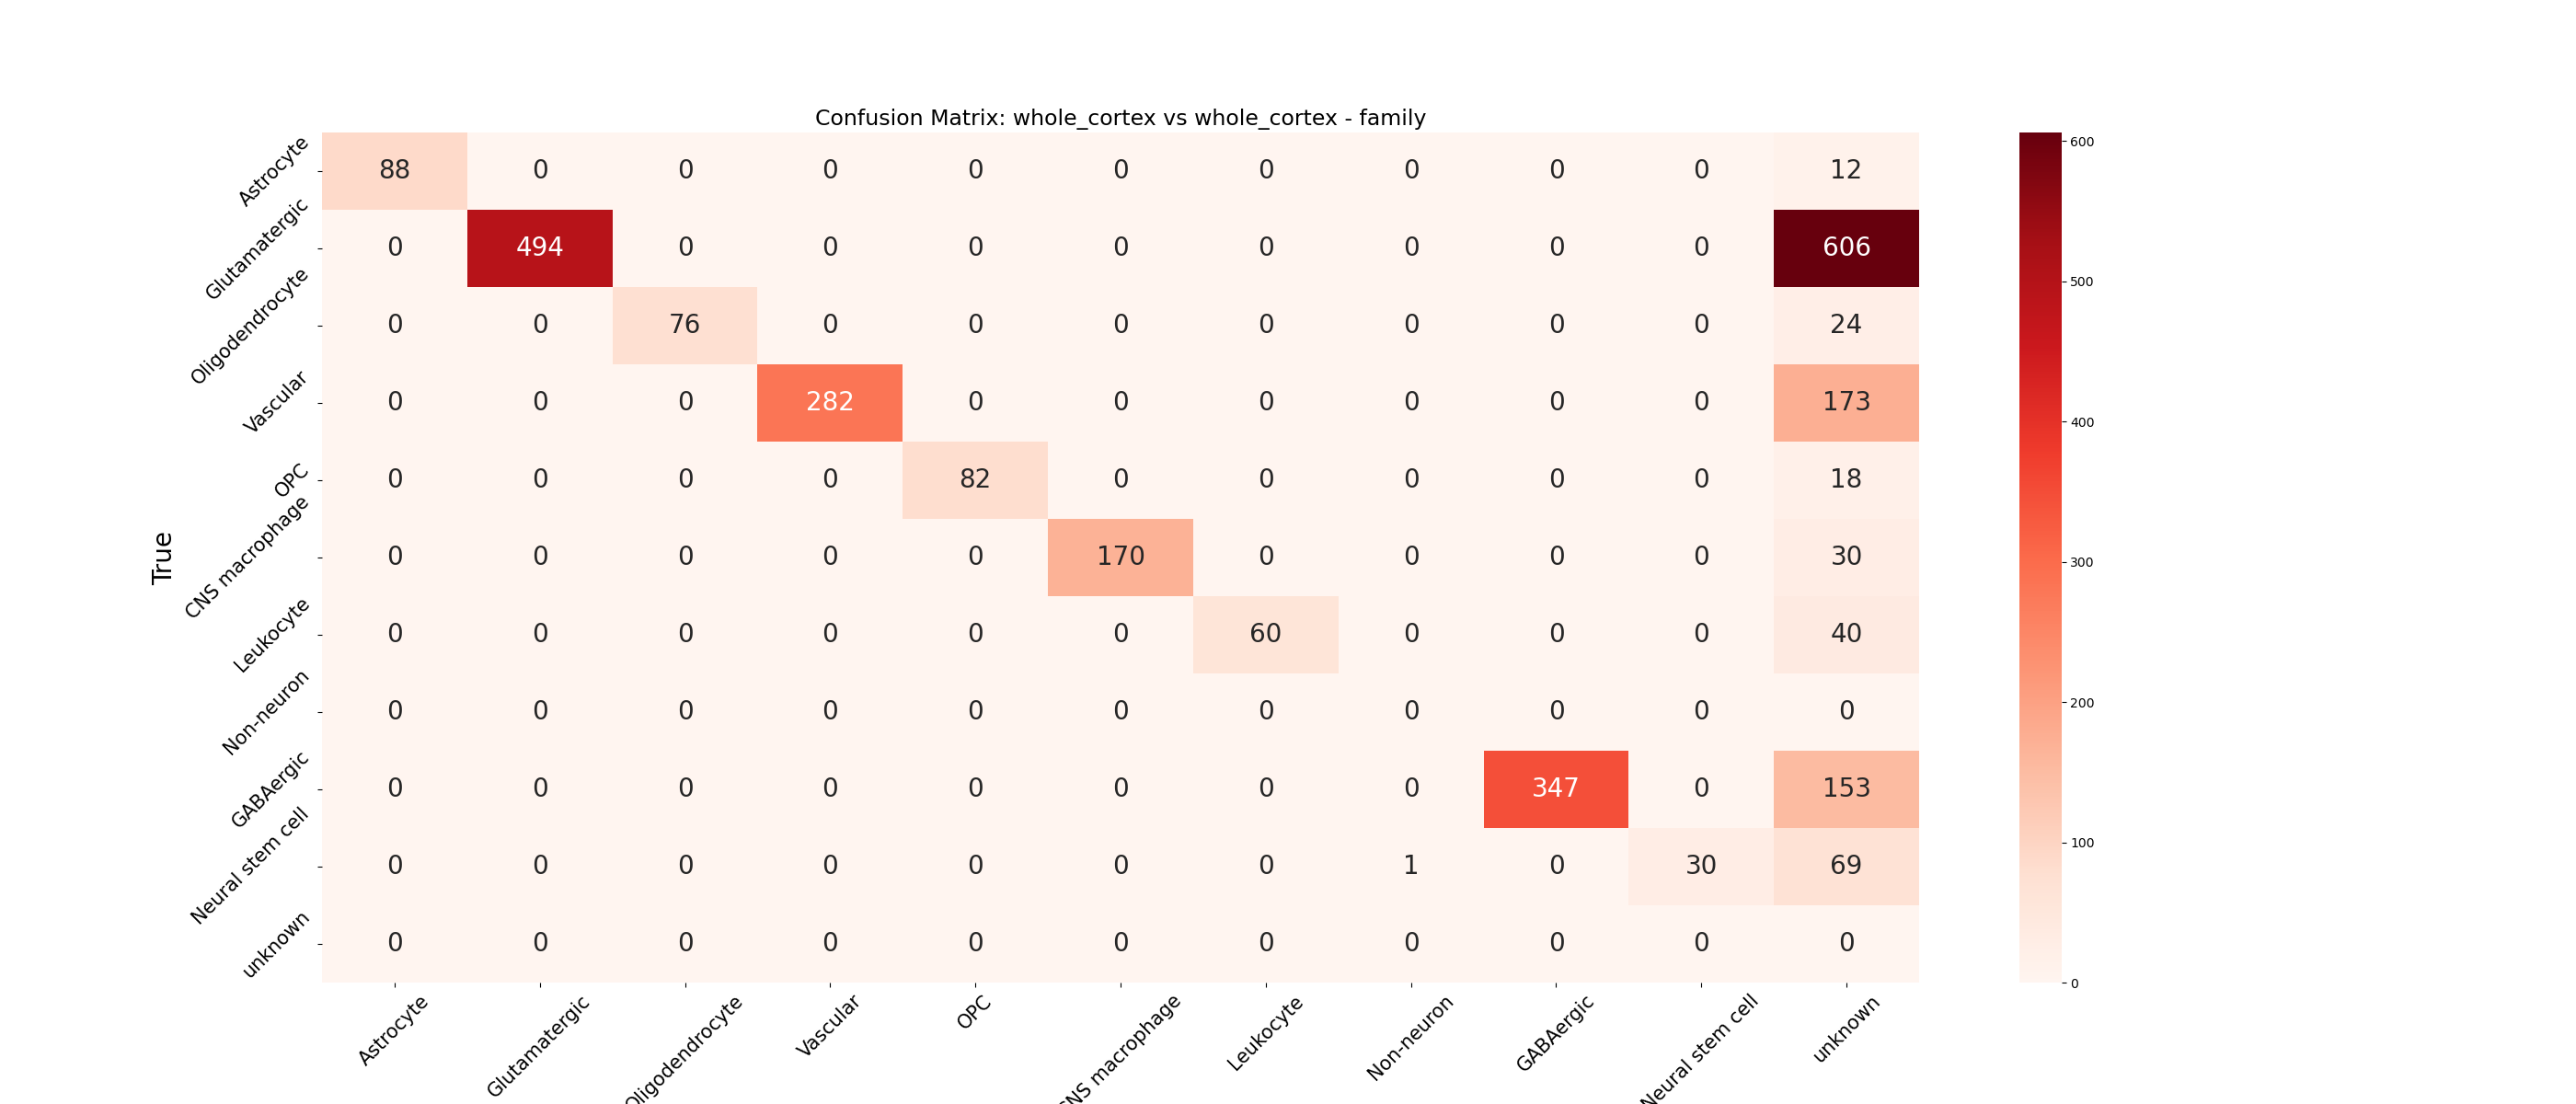 Confusion Matrix: whole_cortex vs whole_cortex - family
True
Astrocyte 88 0 0 0 0 0 0 0 0 0 12
Glutamatergic 0 494 0 0 0 0 0 0 0 0 606
Oligodendrocyte 0 0 76 0 0 0 0 0 0 0 24
Vascular 0 0 0 282 0 0 0 0 0 0 173
OPC 0 0 0 0 82 0 0 0 0 0 18
CNS macrophage 0 0 0 0 0 170 0 0 0 0 30
Leukocyte 0 0 0 0 0 0 60 0 0 0 40
Non-neuron 0 0 0 0 0 0 0 0 0 0 0
GABAergic 0 0 0 0 0 0 0 0 347 0 153
Neural stem cell 0 0 0 0 0 0 0 1 0 30 69
unknown 0 0 0 0 0 0 0 0 0 0 0
Astrocyte Glutamatergic Oligodendrocyte Vascular OPC CNS macrophage Leukocyte Non-neuron GABAergic Neural stem cell unknown
600
500
400
300
200
100
0